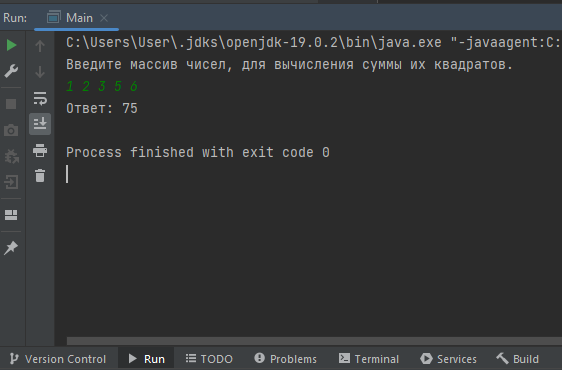 Run: Main
C:\Users\User\.jdks\openjdk-19.0.2\bin\java.exe "-javaagent:C:
Введите массив чисел, для вычисления суммы их квадратов.
1 2 3 5 6
Ответ: 75
Process finished with exit code 0
Version Control Run TODO Problems Terminal Services Build